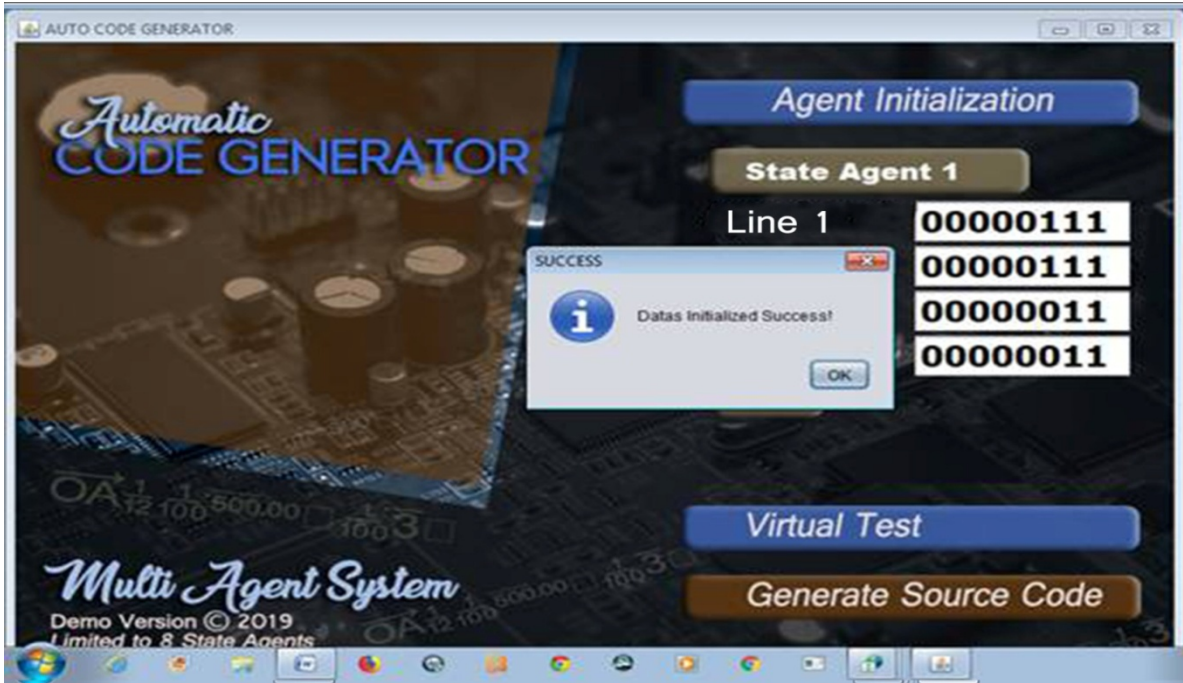 AUTO CODE GENERATOR
Automatic
CODE GENERATOR
Agent Initialization
State Agent 1
Line 1
00000111
SUCCESS
00000111
Datas Initialized Success!
00000011
OK
00000011
Virtual Test
Generate Source Code
Multi Agent System
Demo Version © 2019
Limited to 8 State Agents